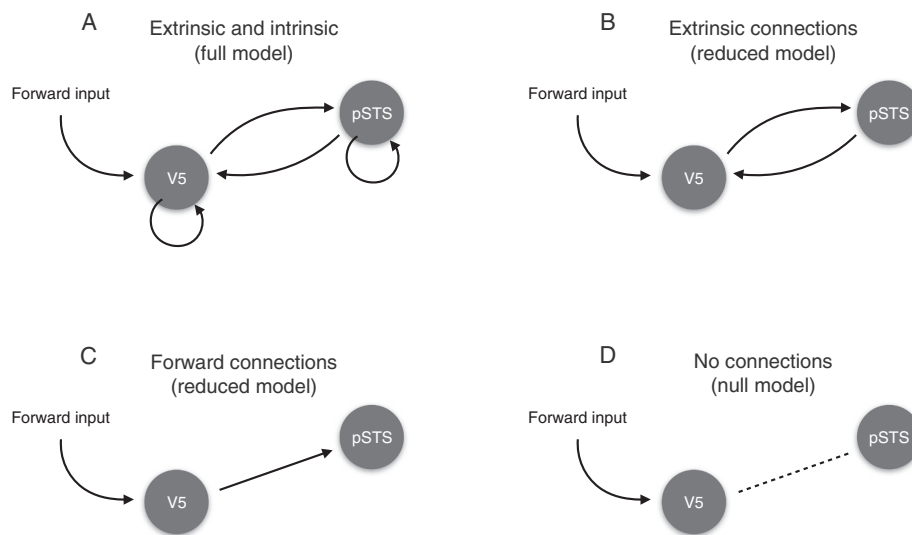 A
Extrinsic and intrinsic
(full model)
Forward input
pSTS
V5
B
Extrinsic connections
(reduced model)
Forward input
pSTS
V5
C
Forward connections
(reduced model)
Forward input
pSTS
V5
D
No connections
(null model)
Forward input
pSTS
V5